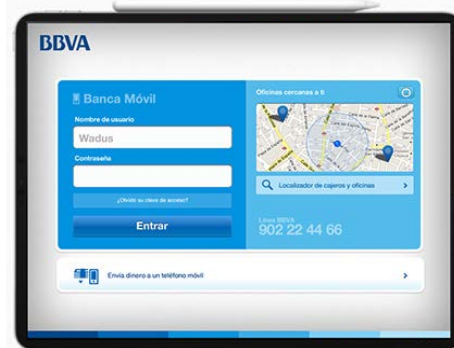 BBVA
Banca Móvil
Nombre de usuario
Wadus
Contraseña
¿Olvidó su clave de acceso?
Entrar
Oficinas cercanas a ti
Localizador de cajeros y oficinas
Línea BBVA
902 22 44 66
Envía dinero a un teléfono móvil